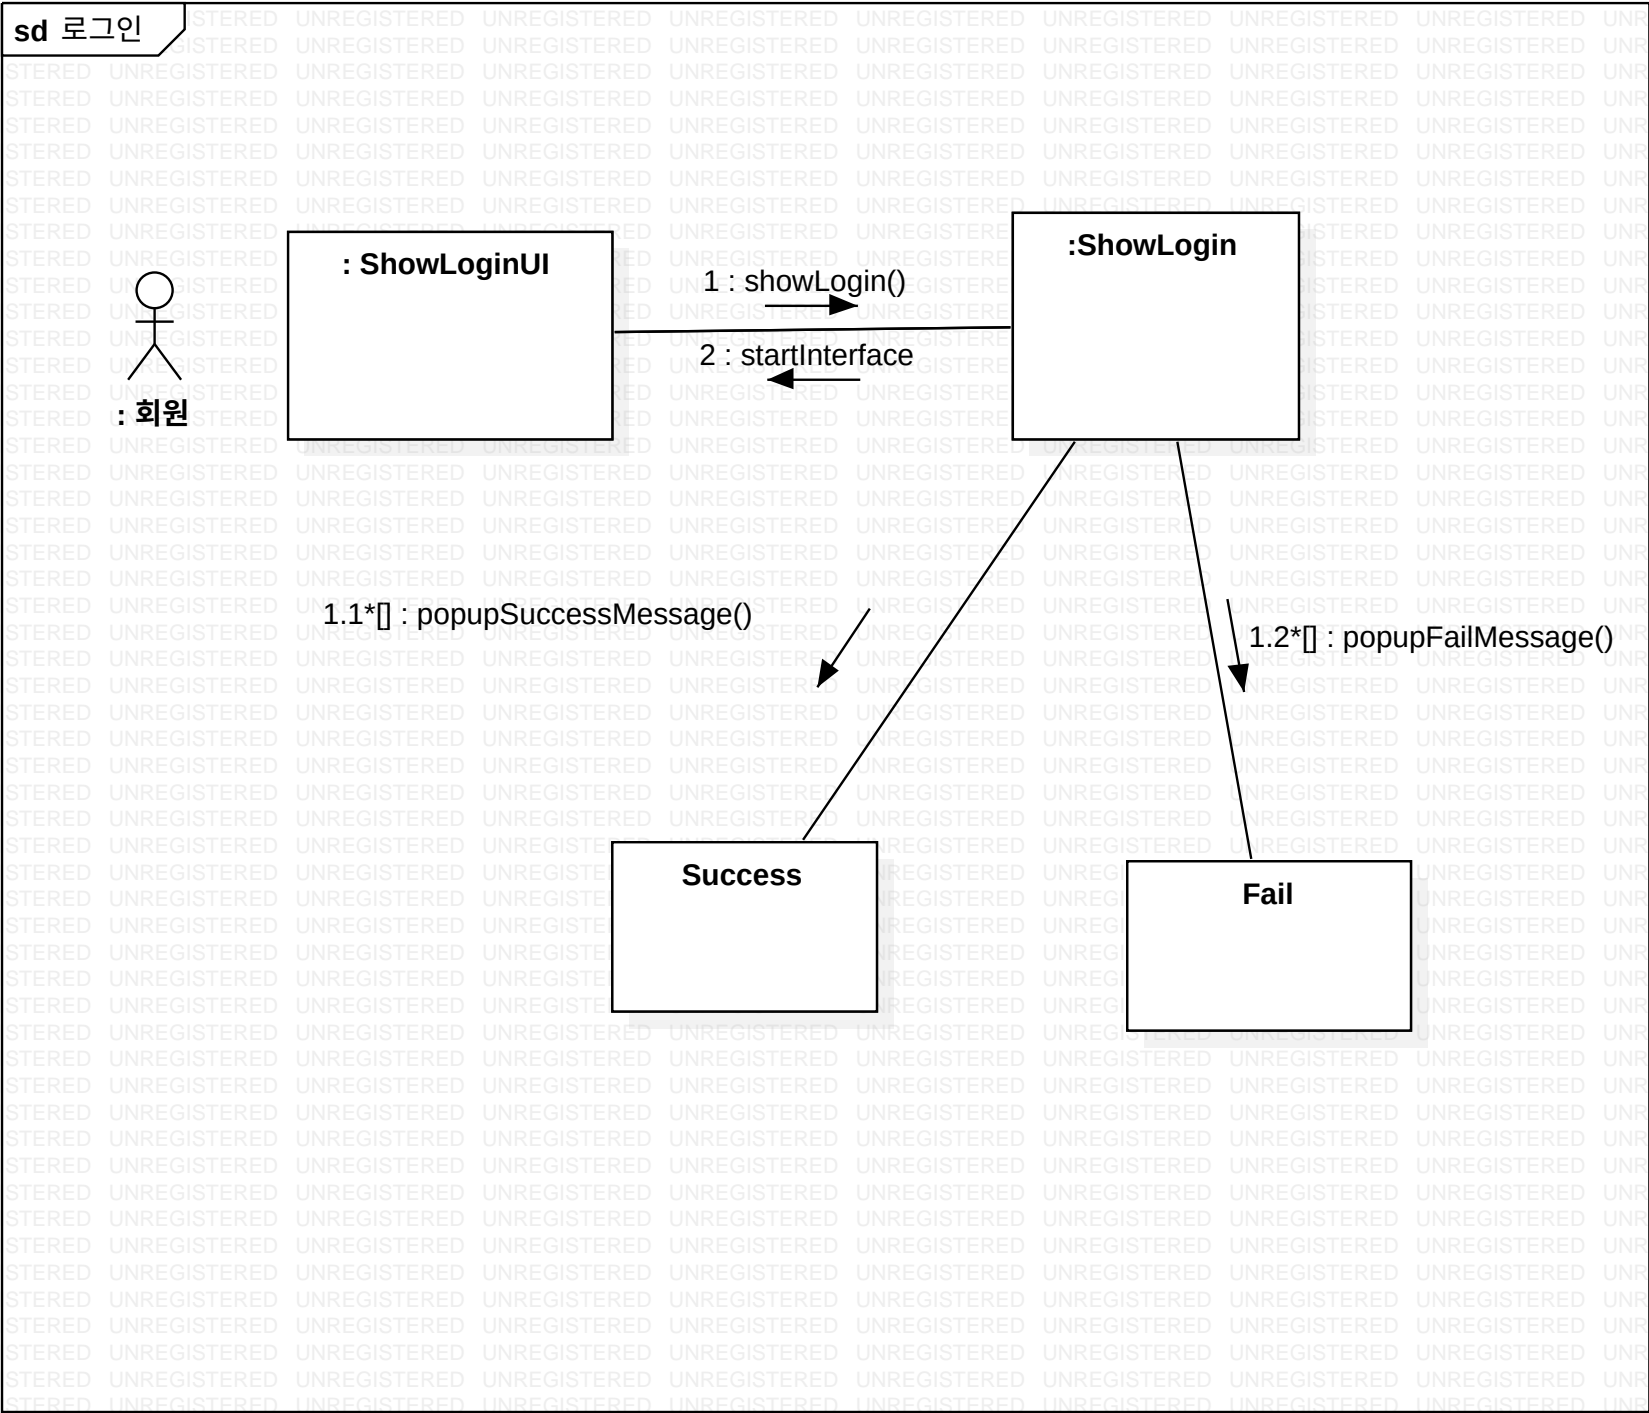 sd 로그인
: ShowLoginUI
:ShowLogin
1 : showLogin()
2 : startInterface
: 회원
1.1*[] : popupSuccessMessage()
1.2*[] : popupFailMessage()
Success
Fail
UNREGISTERED